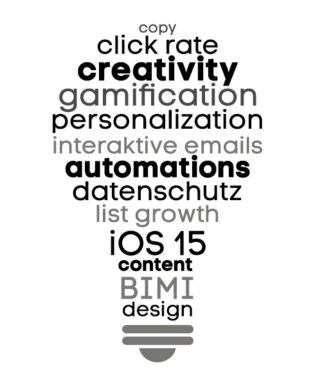 copy
click rate
creativity
gamification
personalization
interaktive emails
automations
datenschutz
list growth
iOS 15
content
BIMI
design